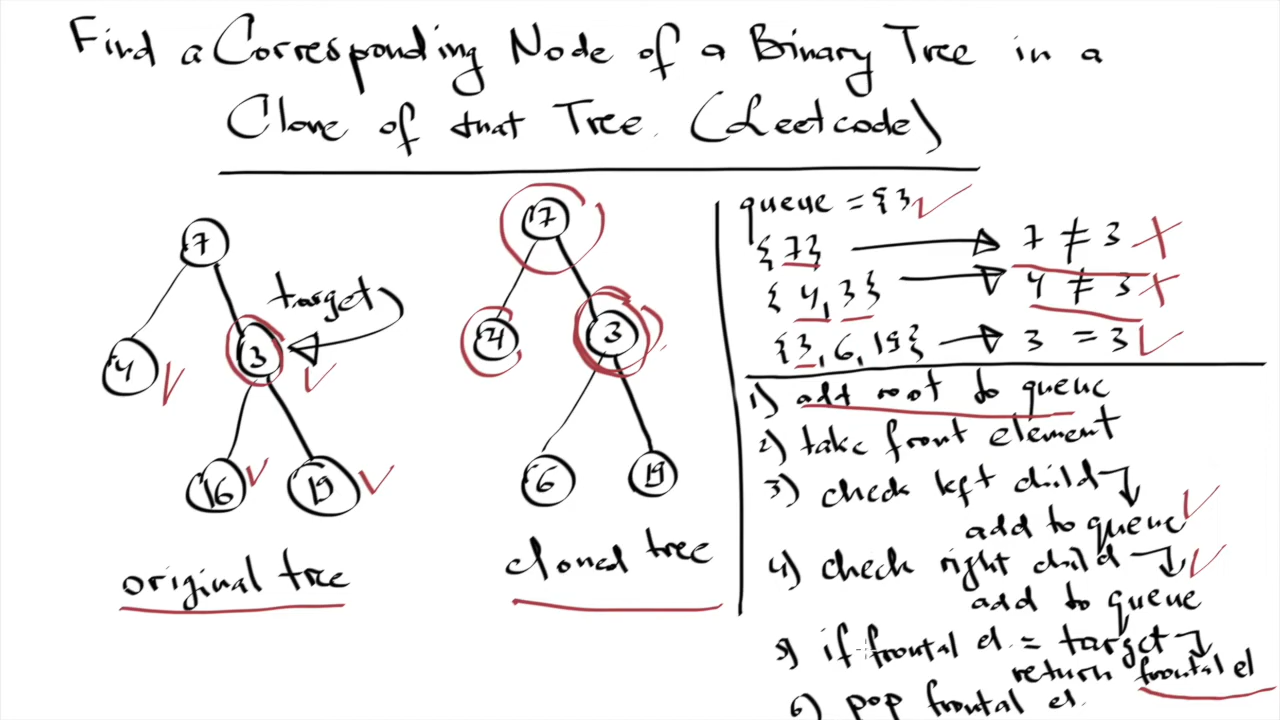 Find a Corresponding Node of a Binary Tree in a
Clone of that Tree. (Leetcode)
7
4
3
16
19
target
original tree
7
4
3
6
19
cloned tree
queue = {}
{7} → 7 ≠ 3
{4,3} → 4 ≠ 3
{3,6,19} → 3 = 3
1) add root to queue
2) take front element
3) check left child
add to queue
4) check right child
add to queue
5) if frontal el. = target
return frontal el
6) pop frontal el.